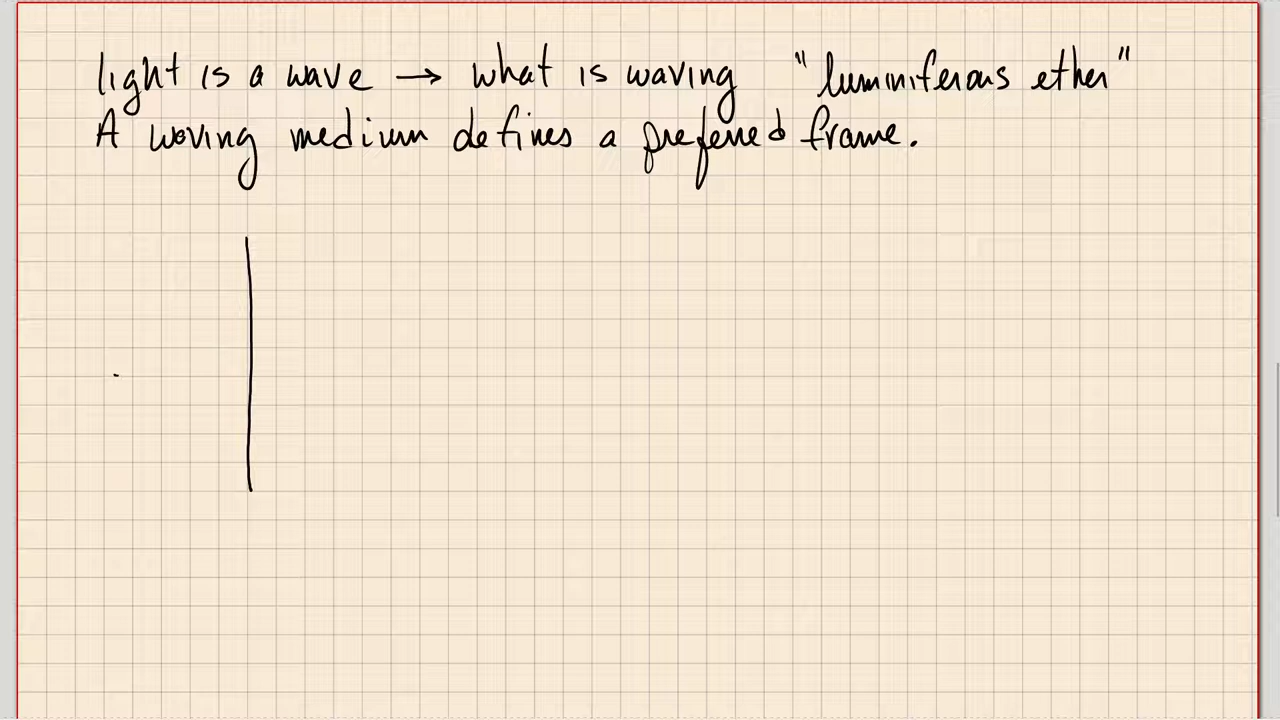 light is a wave → what is waving "luminiferous ether"
A waving medium defines a preferred frame.